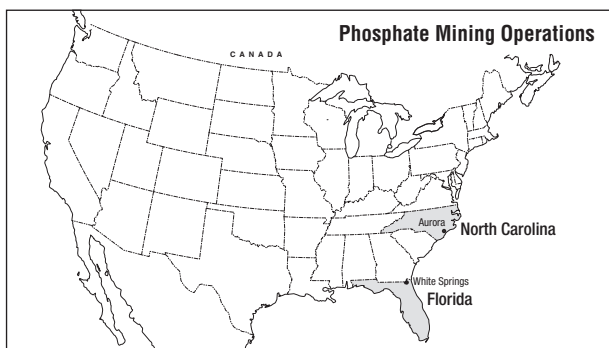 Phosphate Mining Operations
CANADA
Aurora
North Carolina
White Springs
Florida